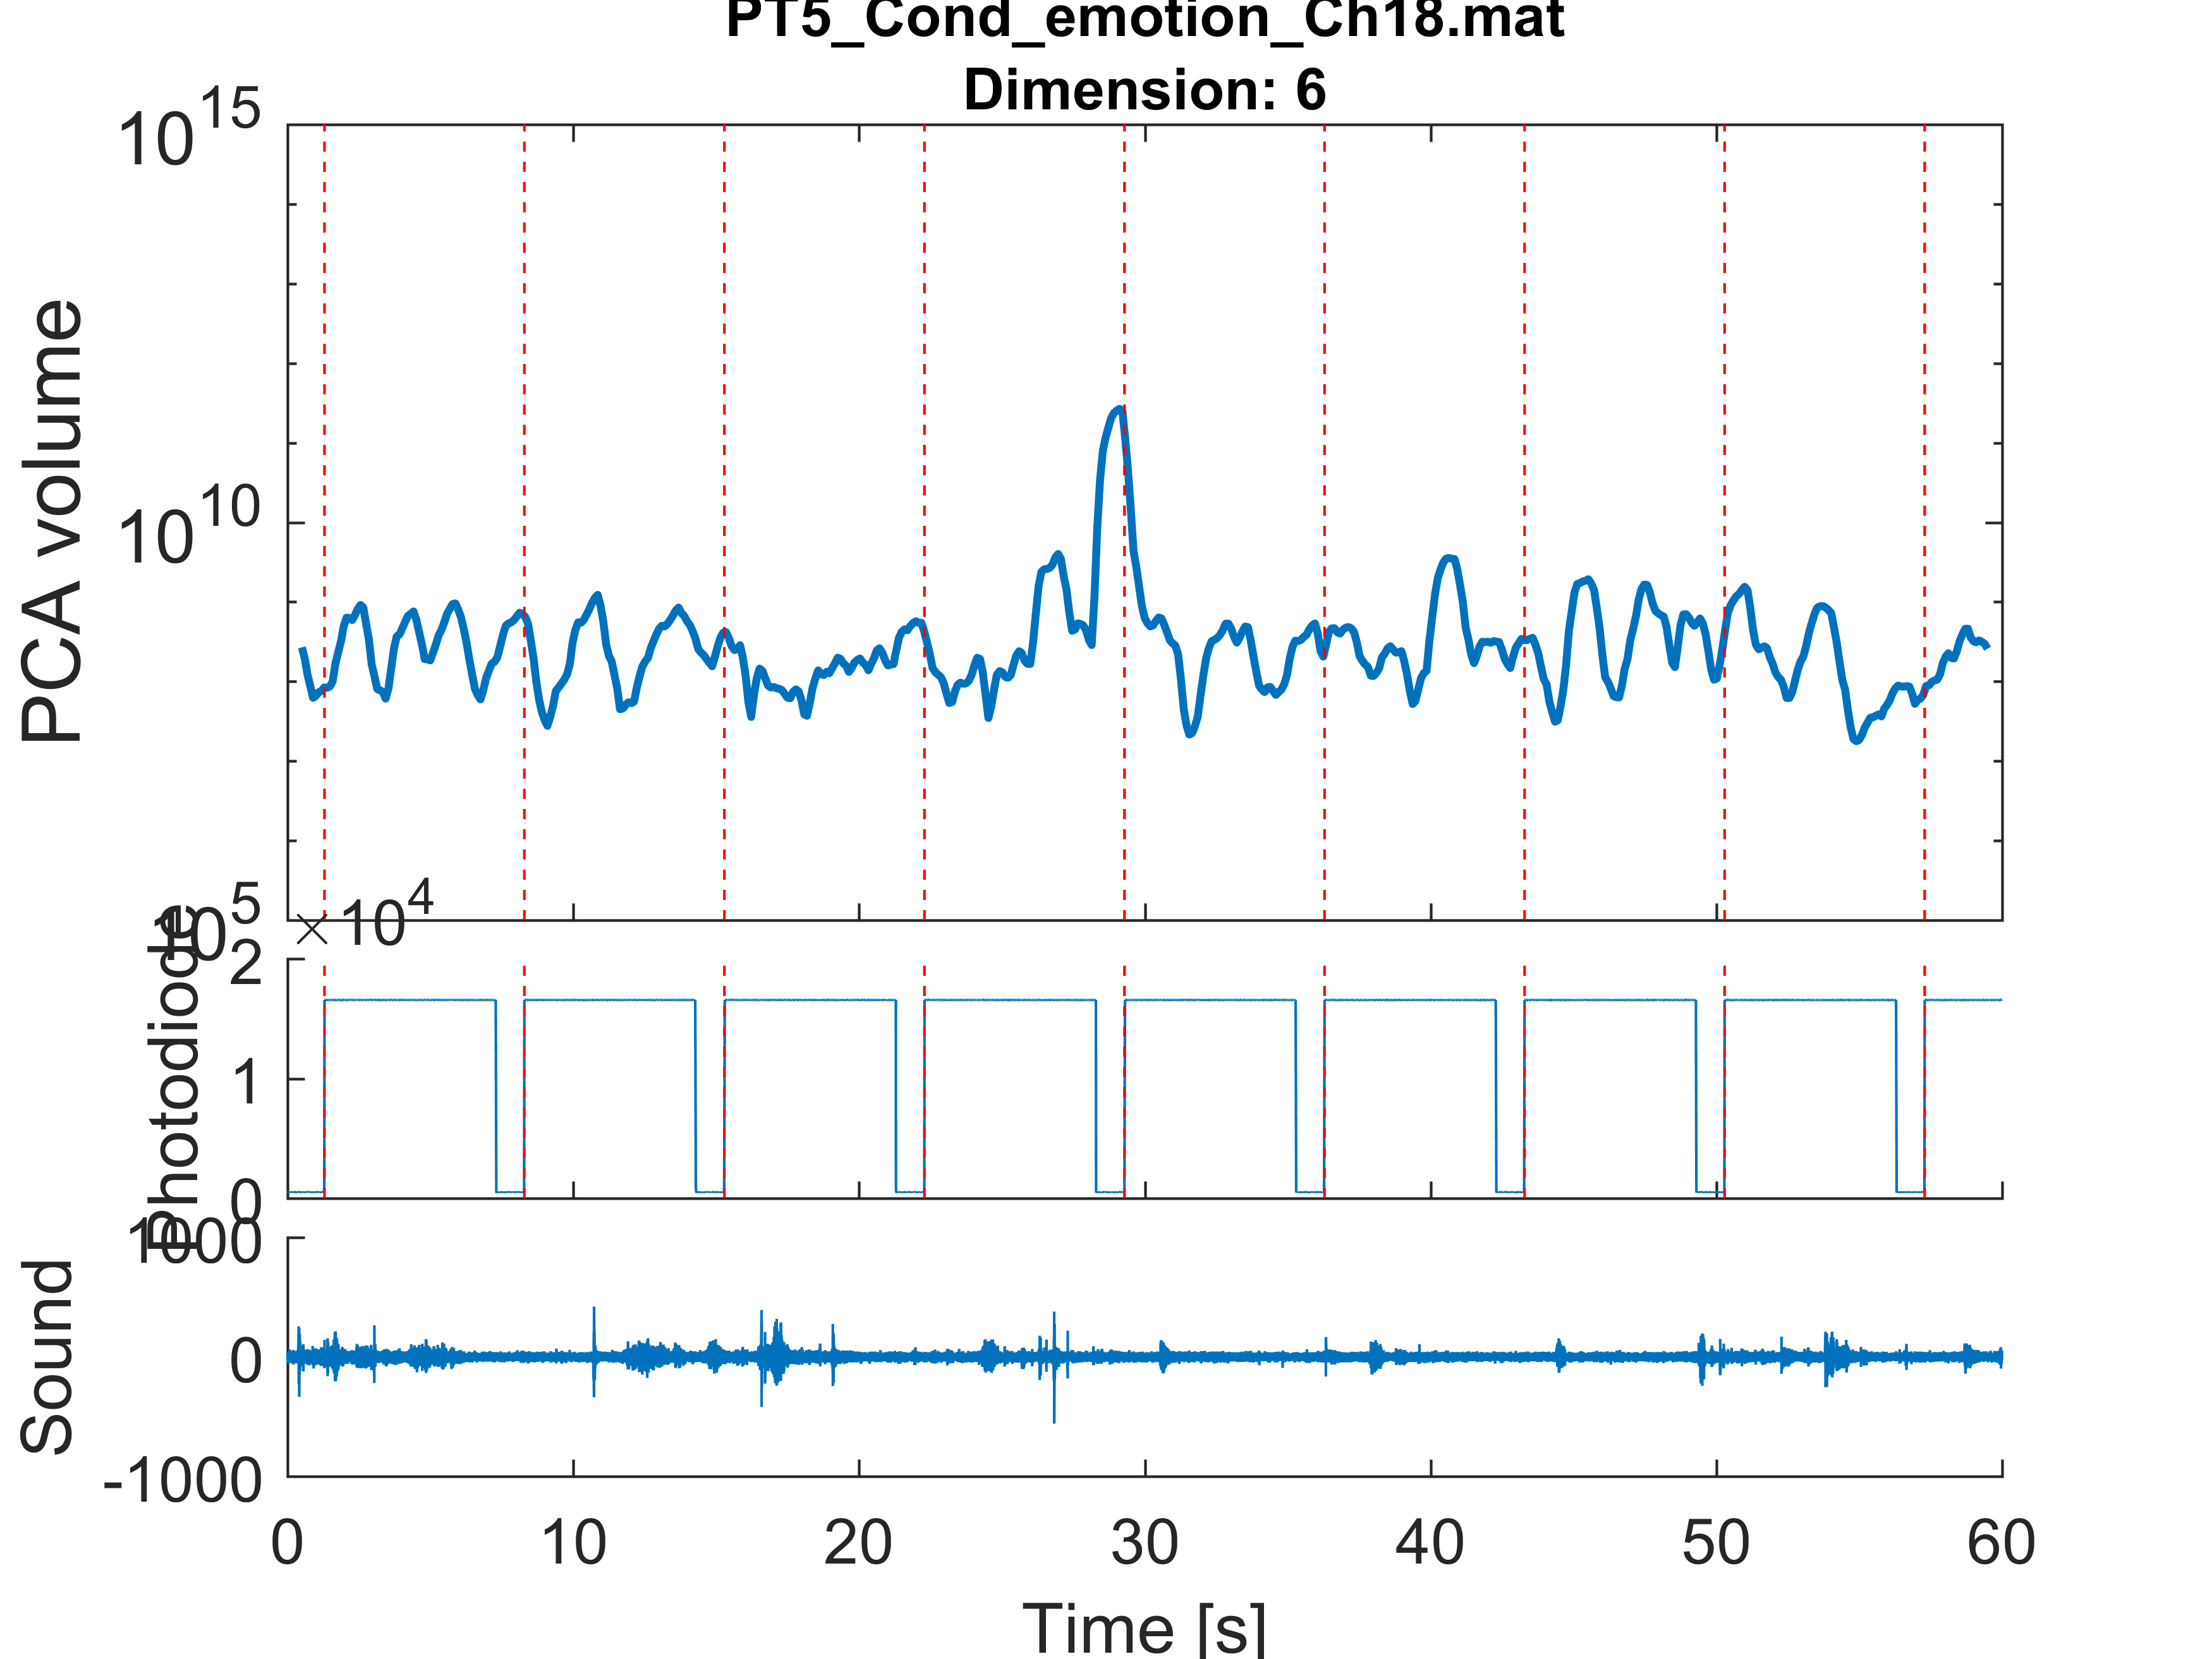 PT5_Cond_emotion_Ch18.mat
Dimension: 6
10^15
10^10
10^5
PCA volume
×10^4
2
1
0
Photodiode
1000
0
-1000
Sound
0 10 20 30 40 50 60
Time [s]